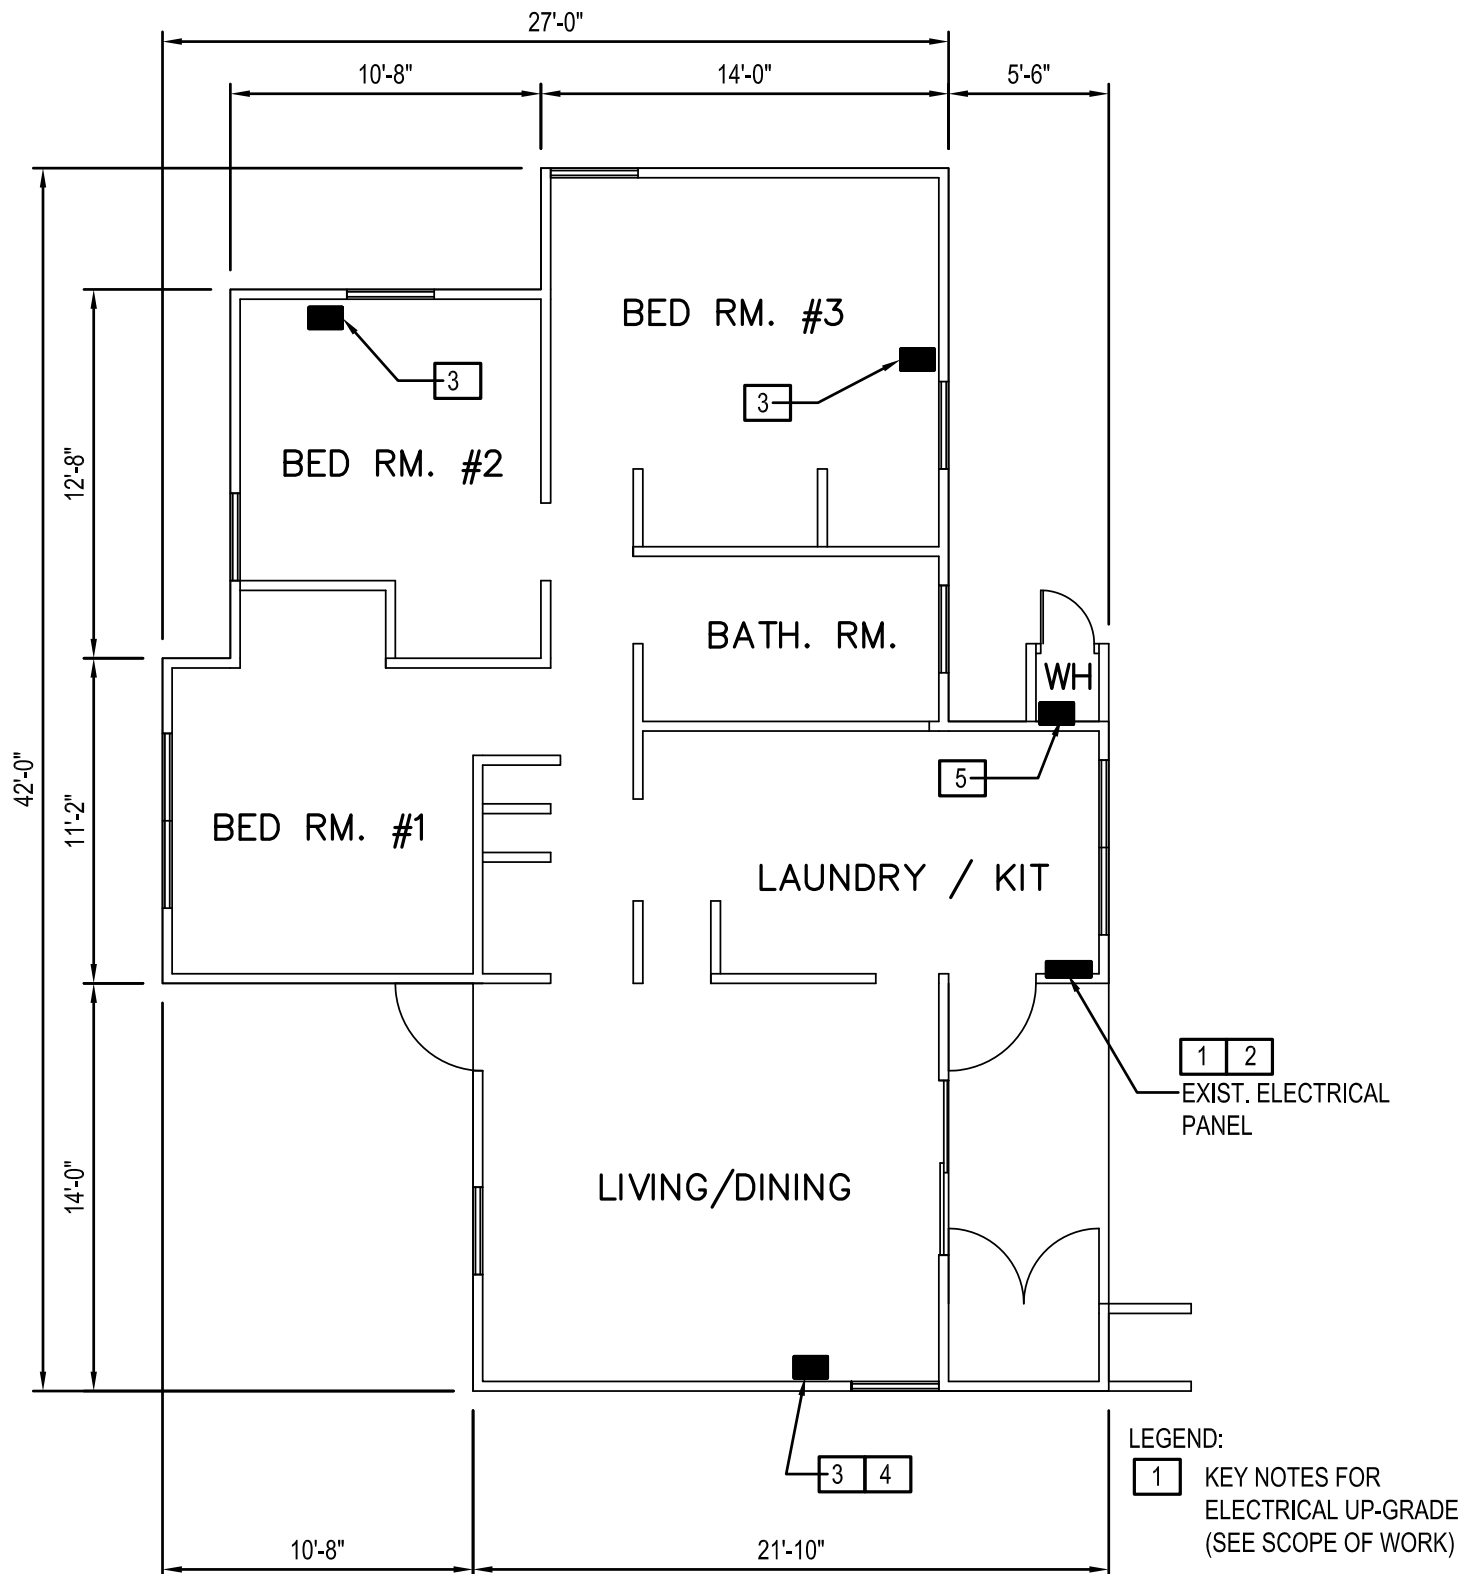 27'-0"
10'-8"
14'-0"
5'-6"
BED RM. #3
3
3
BED RM. #2
12'-8"
BATH. RM.
WH
42'-0"
5
11'-2"
BED RM. #1
LAUNDRY / KIT
1 2
EXIST. ELECTRICAL
PANEL
14'-0"
LIVING/DINING
3 4
LEGEND:
1 KEY NOTES FOR
ELECTRICAL UP-GRADE
(SEE SCOPE OF WORK)
10'-8"
21'-10"